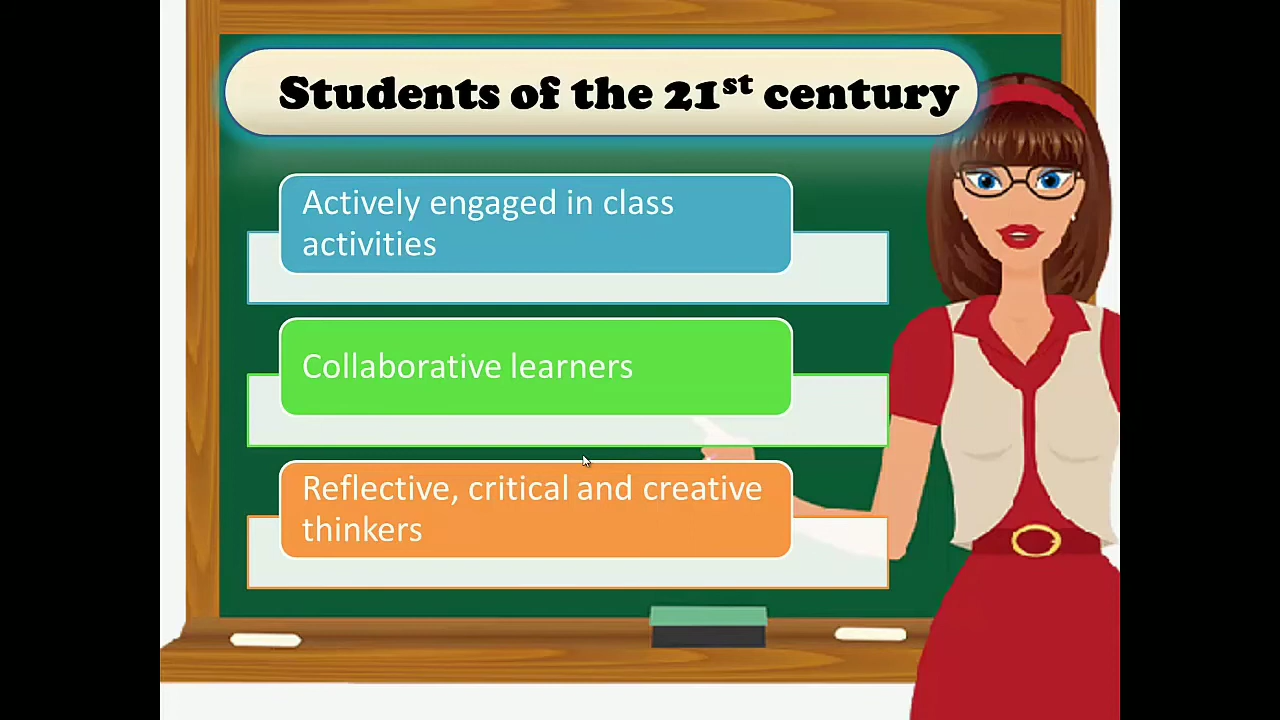 Students of the 21st century
Actively engaged in class
activities
Collaborative learners
Reflective, critical and creative
thinkers